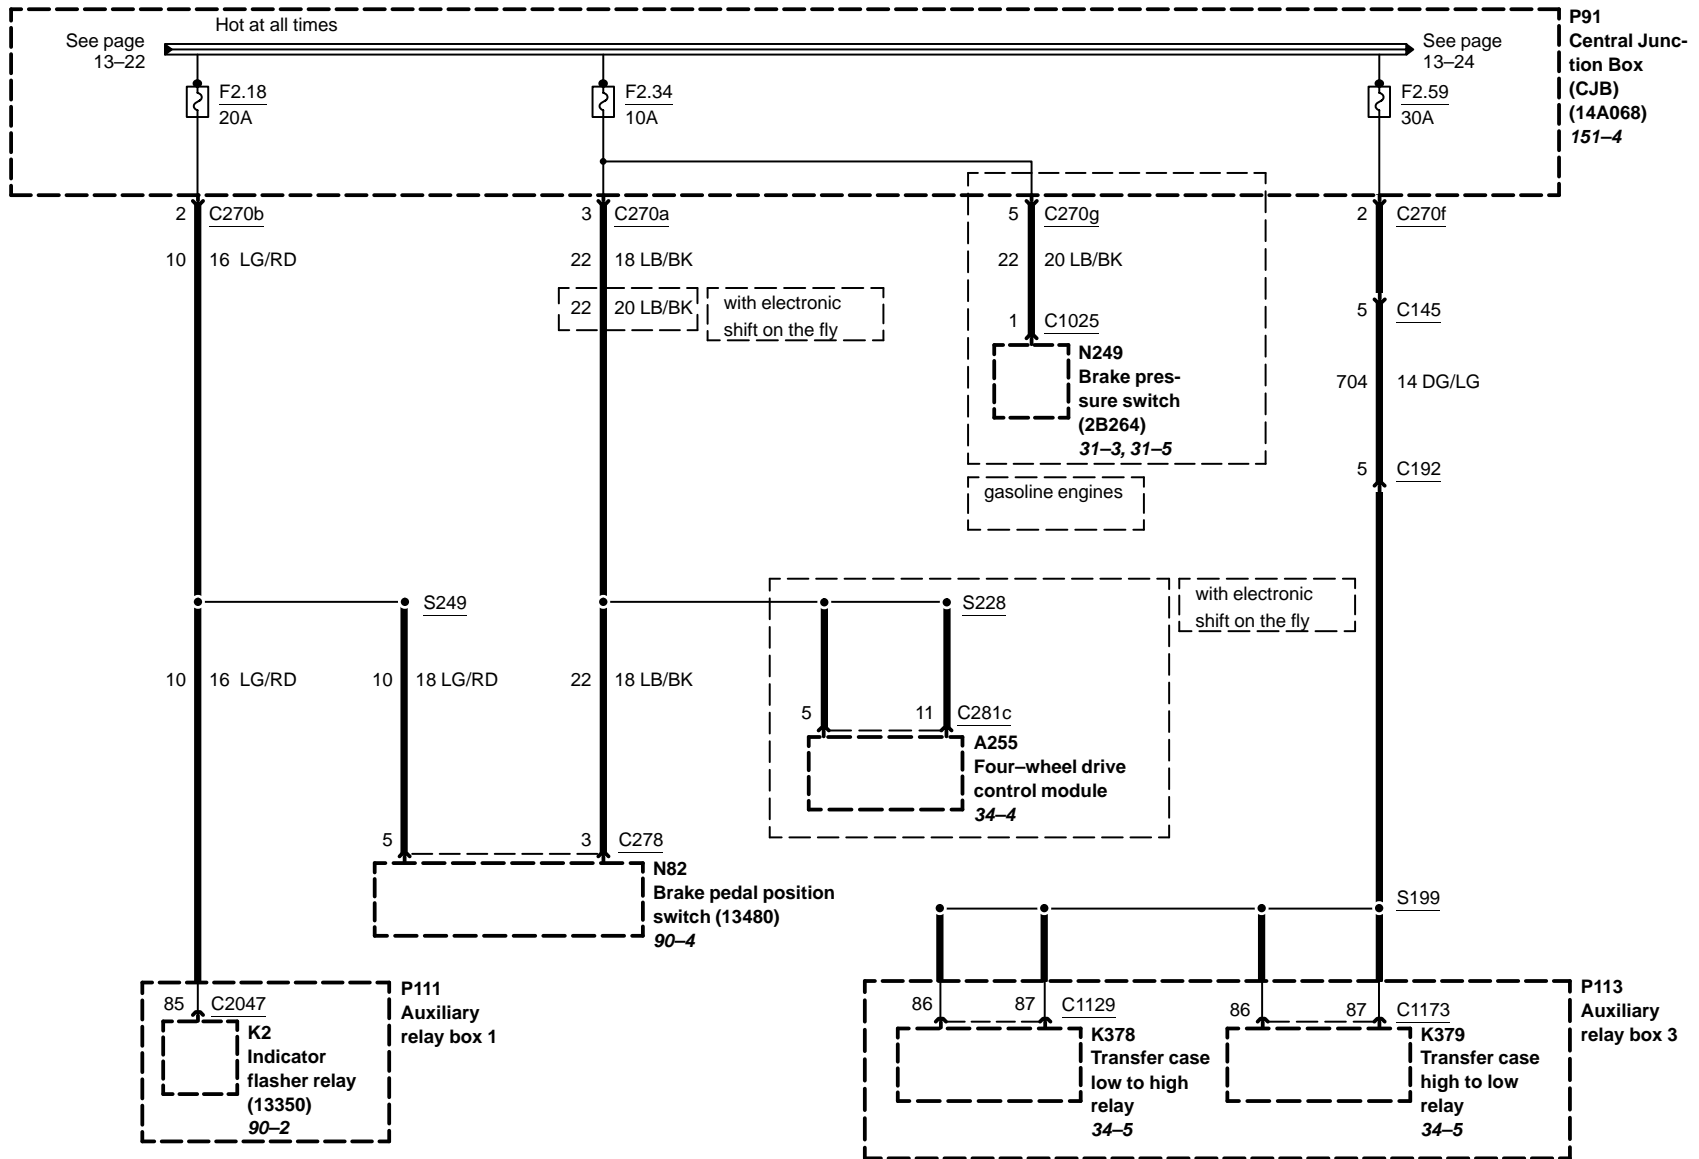 Hot at all times
See page
13–22
See page
13–24
P91
Central Junc-
tion Box
(CJB)
(14A068)
151–4
F2.18
20A
F2.34
10A
F2.59
30A
2 C270b
3 C270a
5 C270g
2 C270f
10 16 LG/RD
22 18 LB/BK
22 20 LB/BK
22 20 LB/BK
with electronic
shift on the fly
1 C1025
N249
Brake pres-
sure switch
(2B264)
31–3, 31–5
gasoline engines
5 C145
704 14 DG/LG
5 C192
S249
S228
with electronic
shift on the fly
10 16 LG/RD
10 18 LG/RD
22 18 LB/BK
5 11 C281c
A255
Four–wheel drive
control module
34–4
5 3 C278
N82
Brake pedal position
switch (13480)
90–4
S199
P111
Auxiliary
relay box 1
85 C2047
K2
Indicator
flasher relay
(13350)
90–2
86 87 C1129
K378
Transfer case
low to high
relay
34–5
86 87 C1173
K379
Transfer case
high to low
relay
34–5
P113
Auxiliary
relay box 3